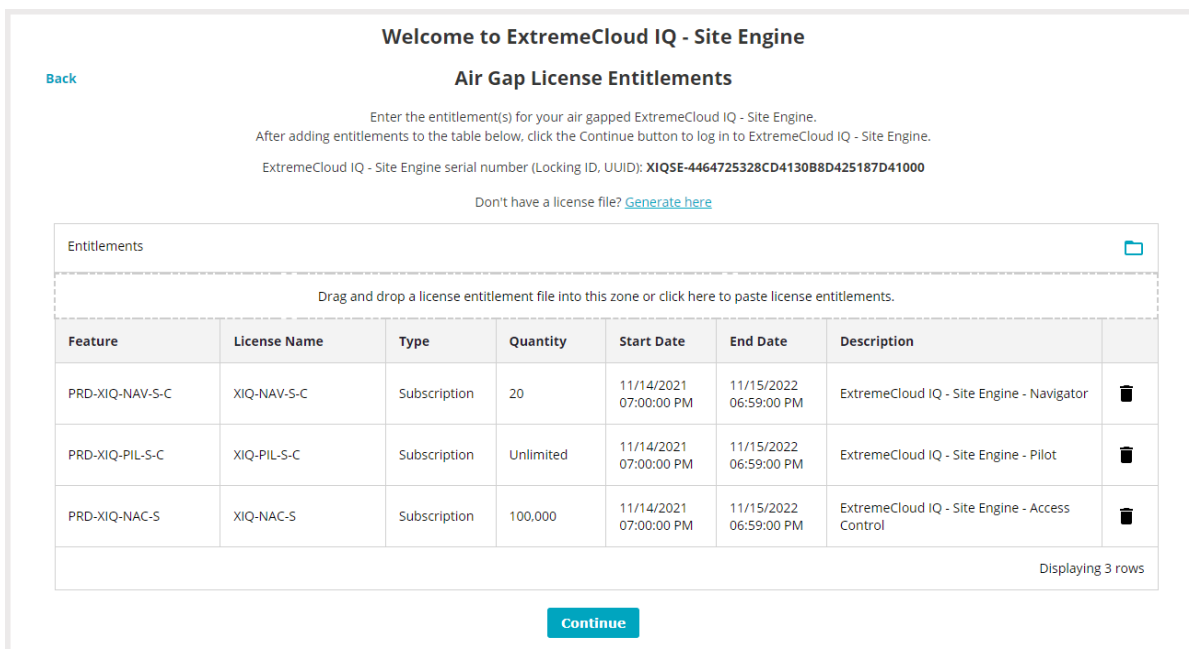 Welcome to ExtremeCloud IQ - Site Engine
Back
Air Gap License Entitlements
Enter the entitlement(s) for your air gapped ExtremeCloud IQ - Site Engine.
After adding entitlements to the table below, click the Continue button to log in to ExtremeCloud IQ - Site Engine.
ExtremeCloud IQ - Site Engine serial number (Locking ID, UUID): XIQSE-4464725328CD4130B8D425187D41000
Don't have a license file? Generate here
Entitlements
Drag and drop a license entitlement file into this zone or click here to paste license entitlements.
Feature License Name Type Quantity Start Date End Date Description
PRD-XIQ-NAV-S-C XIQ-NAV-S-C Subscription 20 11/14/2021 07:00:00 PM 11/15/2022 06:59:00 PM ExtremeCloud IQ - Site Engine - Navigator
PRD-XIQ-PIL-S-C XIQ-PIL-S-C Subscription Unlimited 11/14/2021 07:00:00 PM 11/15/2022 06:59:00 PM ExtremeCloud IQ - Site Engine - Pilot
PRD-XIQ-NAC-S XIQ-NAC-S Subscription 100,000 11/14/2021 07:00:00 PM 11/15/2022 06:59:00 PM ExtremeCloud IQ - Site Engine - Access Control
Displaying 3 rows
Continue